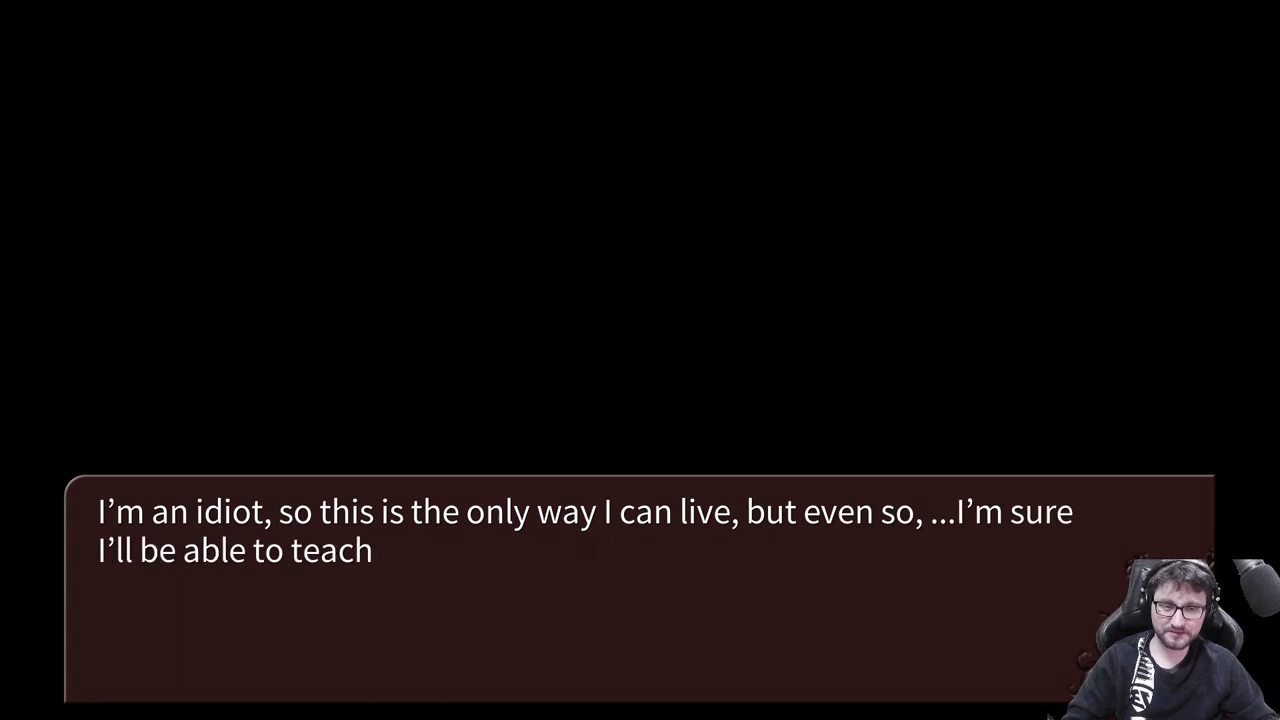 I’m an idiot, so this is the only way I can live, but even so, ...I’m sure
I’ll be able to teach